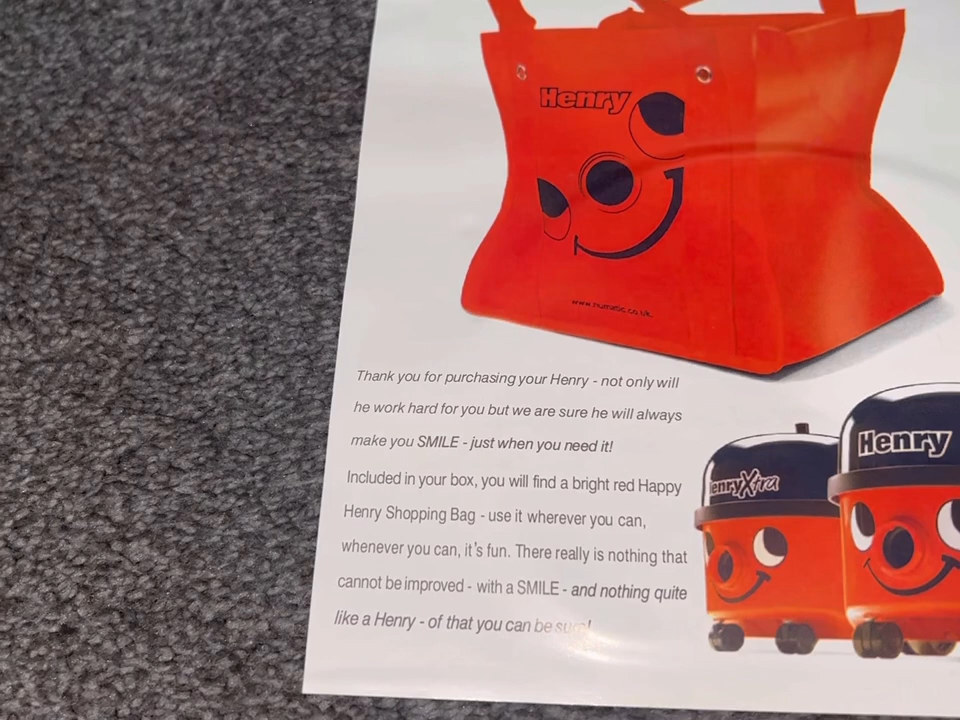 Henry
www.numatic.co.uk
Thank you for purchasing your Henry - not only will
he work hard for you but we are sure he will always
make you SMILE - just when you need it!
Included in your box, you will find a bright red Happy
Henry Shopping Bag - use it wherever you can,
whenever you can, it's fun. There really is nothing that
cannot be improved - with a SMILE - and nothing quite
like a Henry - of that you can be sure!
enryXtra
Henry